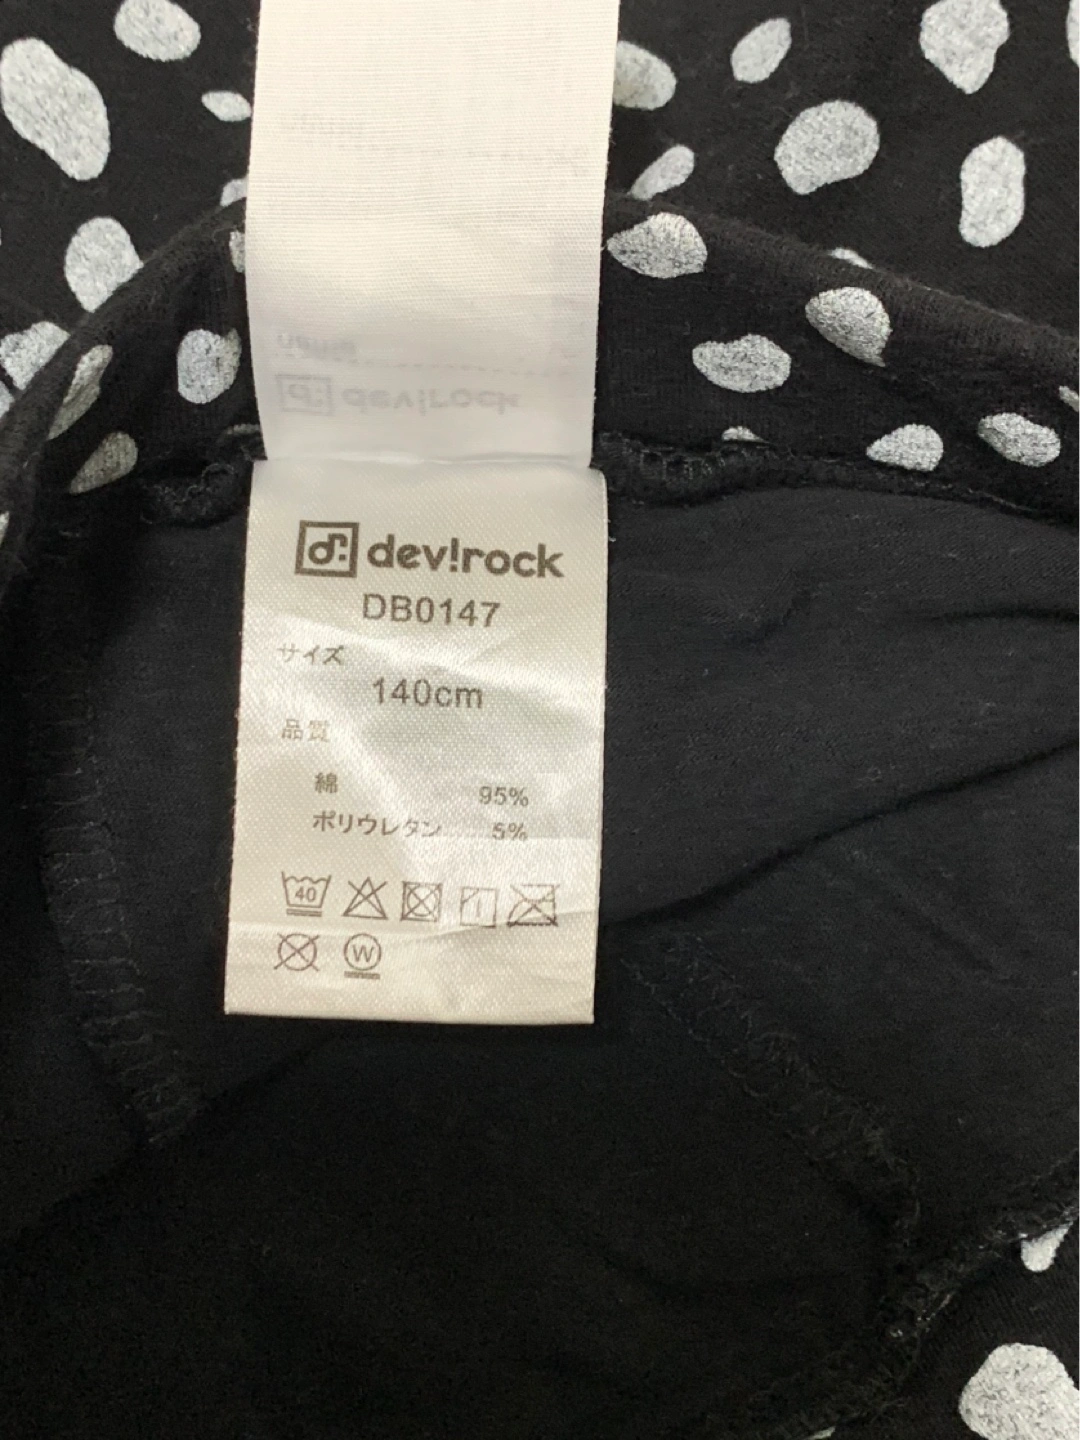 dev!rock
DB0147
サイズ
140cm
品質
綿 95%
ポリウレタン 5%
40
W